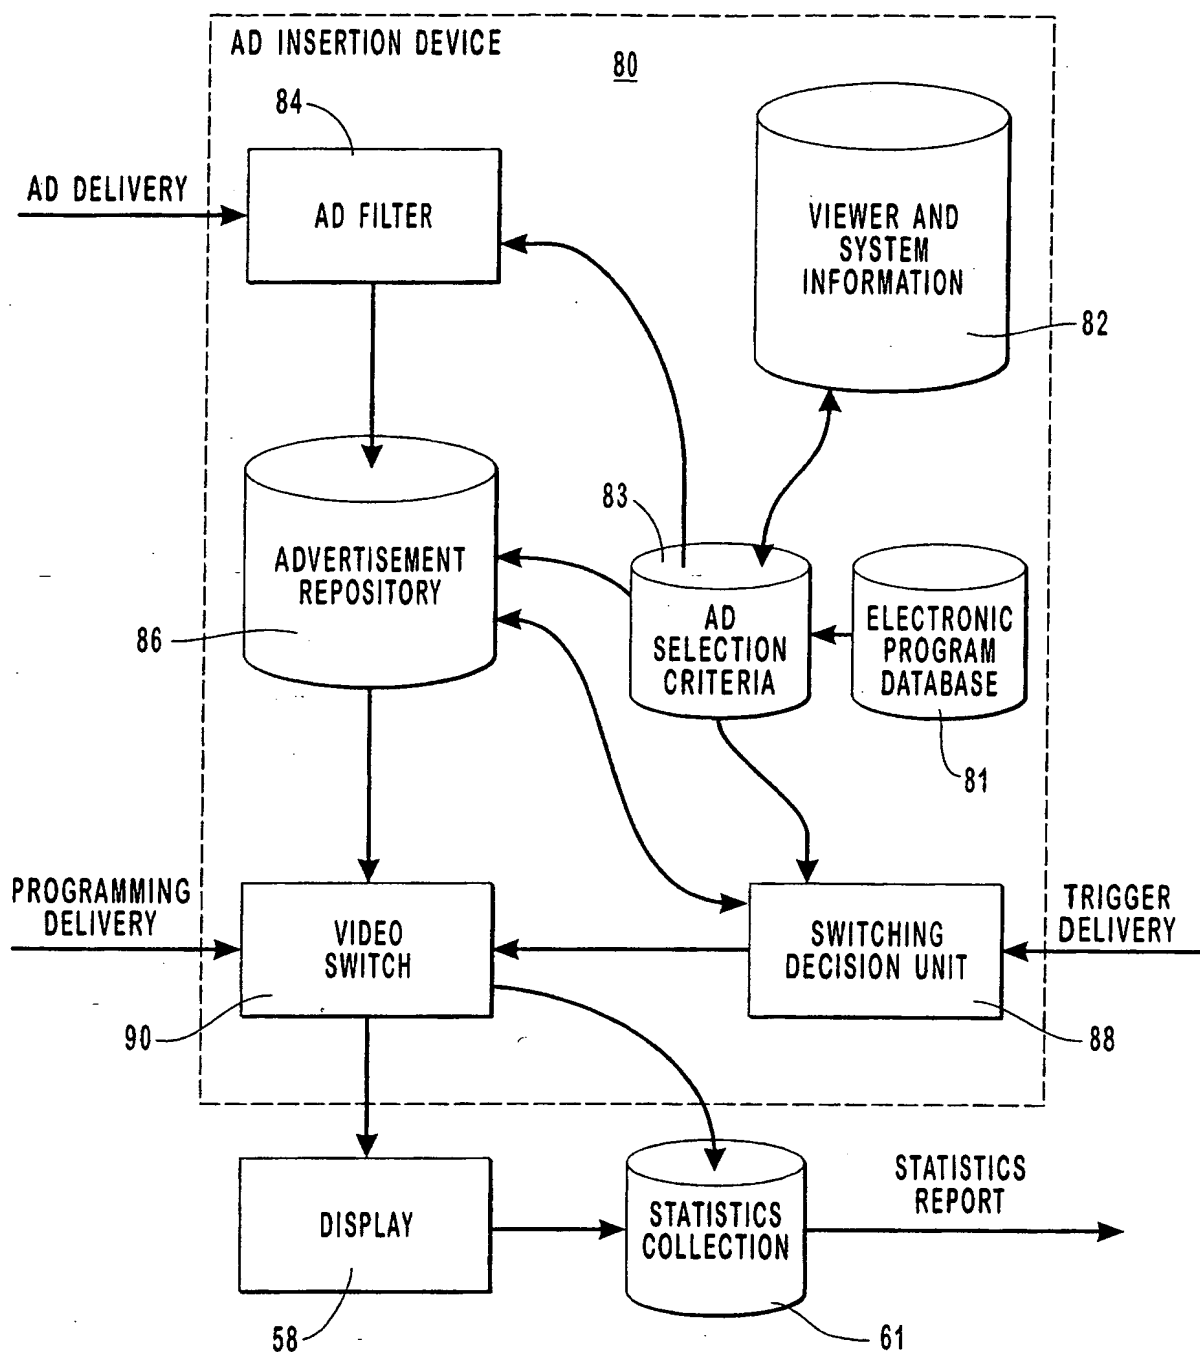 AD INSERTION DEVICE
80
84
AD DELIVERY
AD FILTER
VIEWER AND
SYSTEM
INFORMATION
82
83
ADVERTISEMENT
REPOSITORY
86
AD
SELECTION
CRITERIA
ELECTRONIC
PROGRAM
DATABASE
81
PROGRAMMING
DELIVERY
VIDEO
SWITCH
90
SWITCHING
DECISION UNIT
88
TRIGGER
DELIVERY
DISPLAY
58
STATISTICS
COLLECTION
61
STATISTICS
REPORT